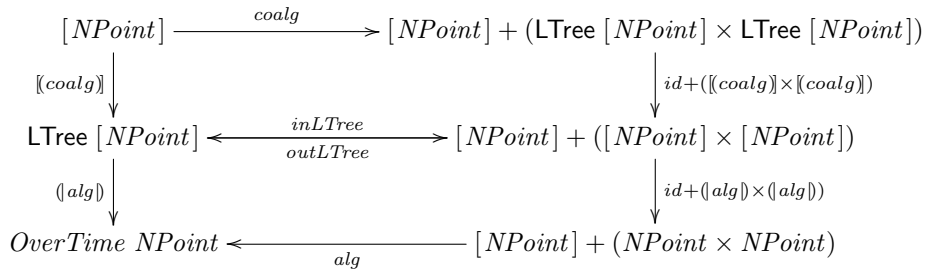 [NPoint] coalg [NPoint] + (LTree [NPoint] × LTree [NPoint])
[(coalg)] id+([(coalg)]×[(coalg)])
LTree [NPoint] inLTree outLTree [NPoint] + ([NPoint] × [NPoint])
(|alg|) id+(|alg|)×(|alg|))
OverTime NPoint alg [NPoint] + (NPoint × NPoint)